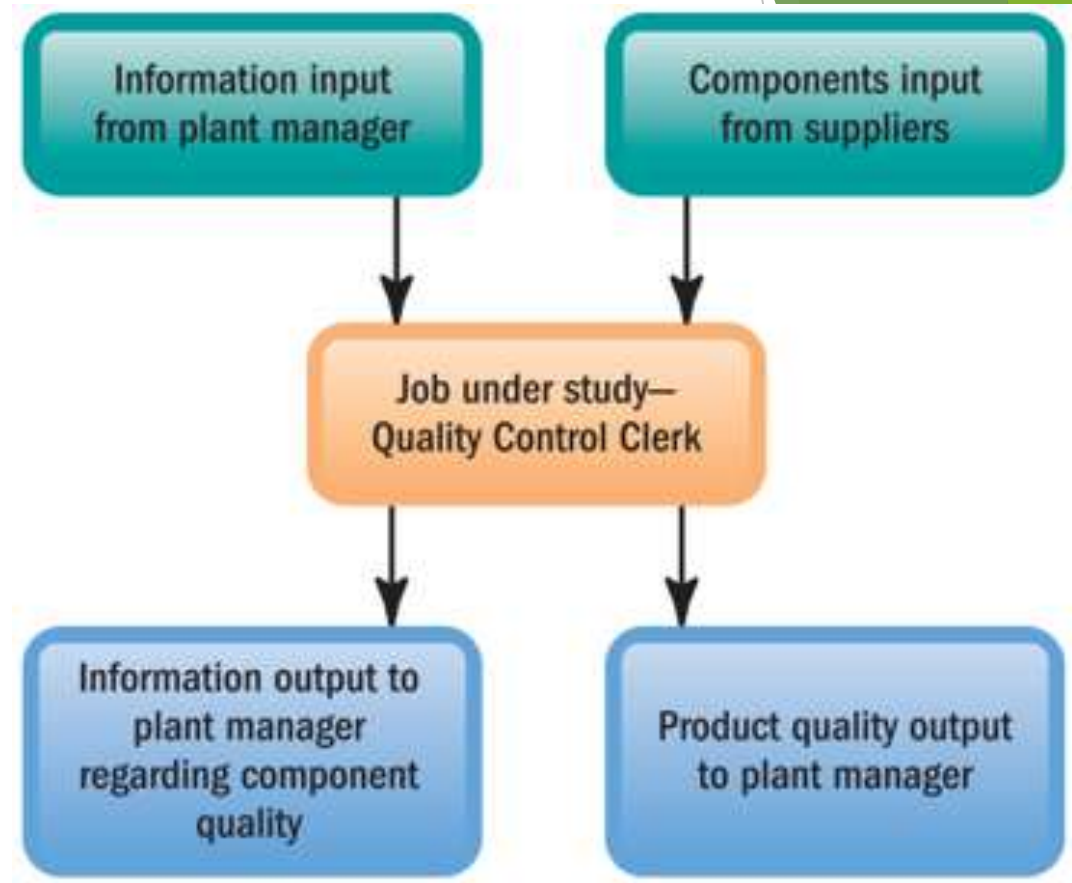 Information input
from plant manager
Components input
from suppliers
Job under study—
Quality Control Clerk
Information output to
plant manager
regarding component
quality
Product quality output
to plant manager